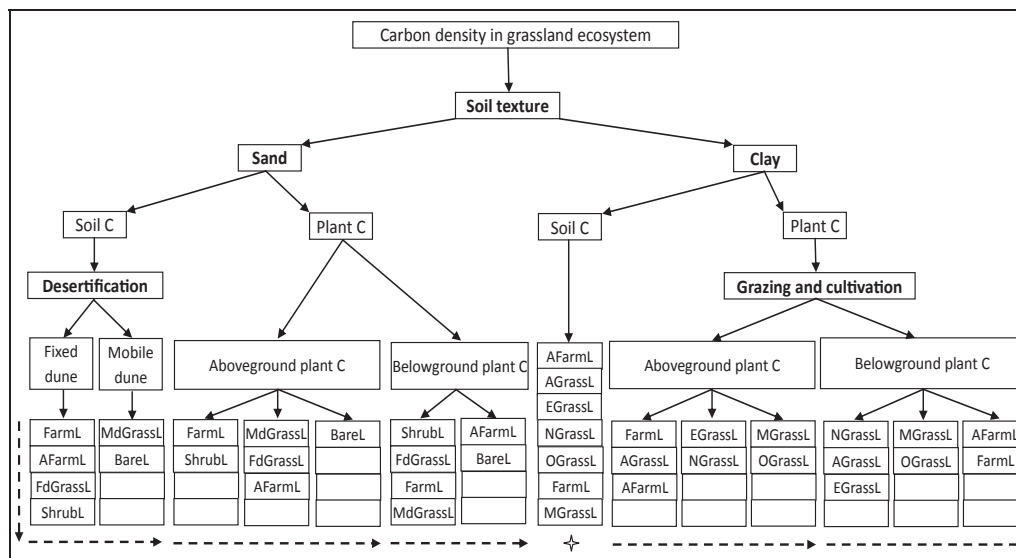 Carbon density in grassland ecosystem
Soil texture
Sand
Clay
Soil C
Plant C
Soil C
Plant C
Desertification
Grazing and cultivation
Fixed
dune
Mobile
dune
Aboveground plant C
Belowground plant C
Aboveground plant C
Belowground plant C
AFarmL
AGrassL
EGrassL
NGrassL
OGrassL
FarmL
MGrassL
FarmL
AFarmL
FdGrassL
ShrubL
MdGrassL
BareL
FarmL
ShrubL
MdGrassL
FdGrassL
AFarmL
BareL
ShrubL
FdGrassL
FarmL
MdGrassL
AFarmL
BareL
FarmL
AGrassL
AFarmL
EGrassL
NGrassL
MGrassL
OGrassL
NGrassL
AGrassL
EGrassL
MGrassL
OGrassL
AFarmL
FarmL